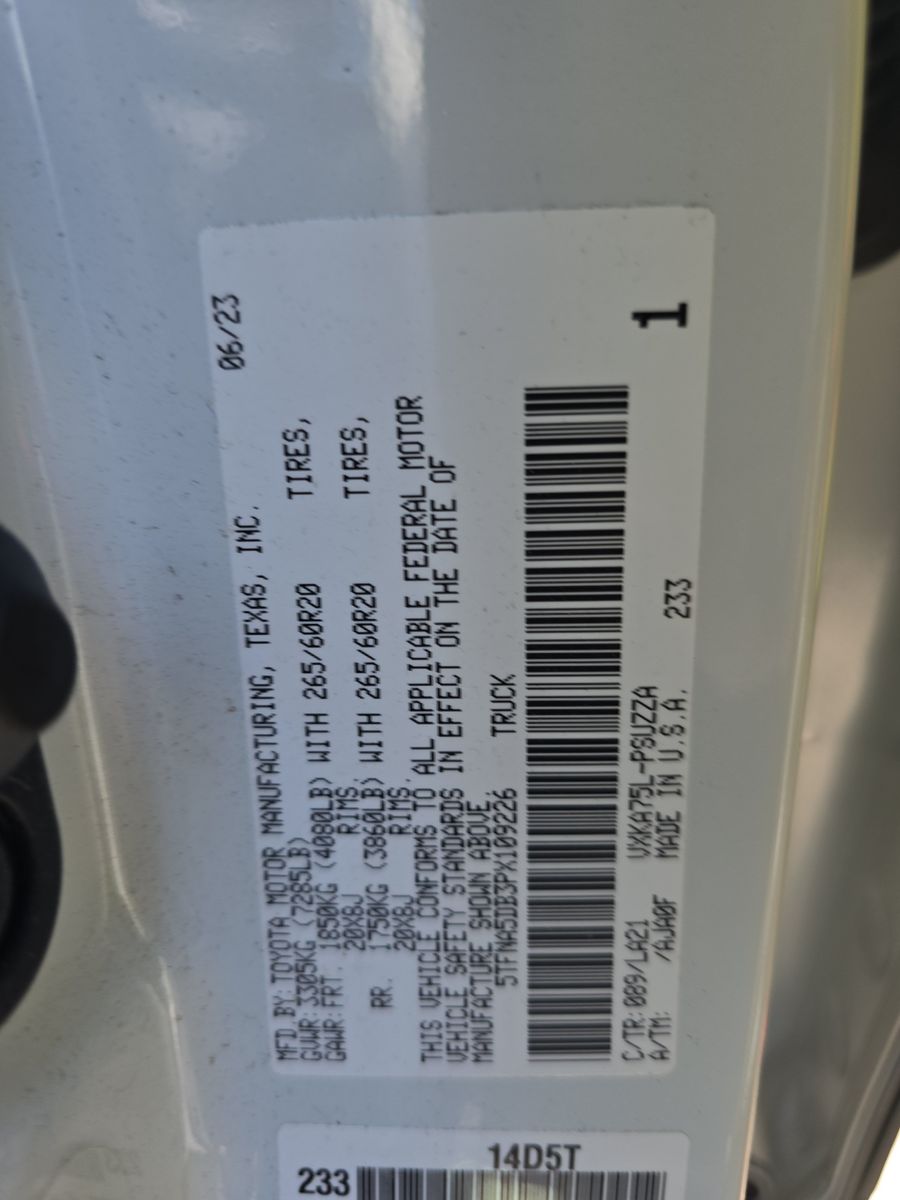 06/23
MFD BY: TOYOTA MOTOR MANUFACTURING, TEXAS, INC.
GVWR: 3305KG (7285LB)
GAWR: FRT. 1850KG (4080LB) WITH 265/60R20 TIRES,
20X8J RIMS.
RR. 1750KG (3860LB) WITH 265/60R20 TIRES,
20X8J RIMS.
THIS VEHICLE CONFORMS TO ALL APPLICABLE FEDERAL MOTOR
VEHICLE SAFETY STANDARDS IN EFFECT ON THE DATE OF
MANUFACTURE SHOWN ABOVE.
5TFNA5DB3PX109226 TRUCK
1
C/TR: 089/LA21 VXKA75L-PSUZZA 233
A/TM: /AJA0F MADE IN U.S.A.
14D5T
233